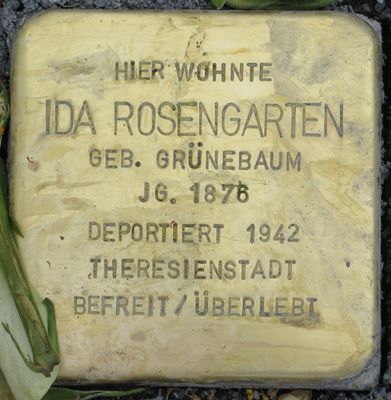 HIER WOHNTE
IDA ROSENGARTEN
GEB. GRÜNEBAUM
JG. 1876
DEPORTIERT 1942
THERESIENSTADT
BEFREIT/ÜBERLEBT